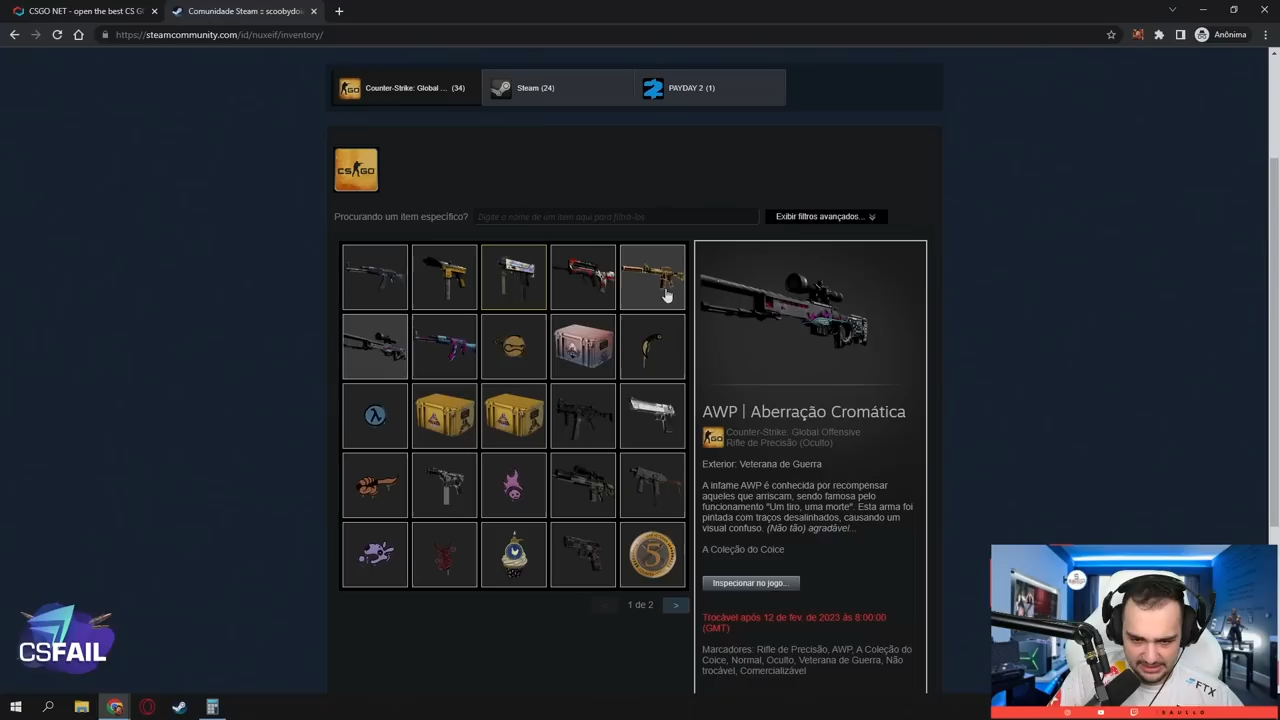 CSGO NET - open the best CS G
Comunidade Steam :: scoobydoi
https://steamcommunity.com/id/nuxeif/inventory/
Anônima
Counter-Strike: Global ... (34)
Steam (24)
PAYDAY 2 (1)
CS GO
Procurando um item específico?
Digite o nome de um item aqui para filtrá-los
Exibir filtros avançados...
AWP | Aberração Cromática
Counter-Strike: Global Offensive
Rifle de Precisão (Oculto)
Exterior: Veterana de Guerra
A infame AWP é conhecida por recompensar
aqueles que arriscam, sendo famosa pelo
funcionamento "Um tiro, uma morte". Esta arma foi
pintada com traços desalinhados, causando um
visual confuso. (Não tão) agradável...
A Coleção do Coice
Inspecionar no jogo...
Trocável após 12 de fev. de 2023 às 8:00:00
(GMT)
Marcadores: Rifle de Precisão, AWP, A Coleção do
Coice, Normal, Oculto, Veterana de Guerra, Não
trocável, Comercializável
5
<
1 de 2
>
CSFAIL
FTX